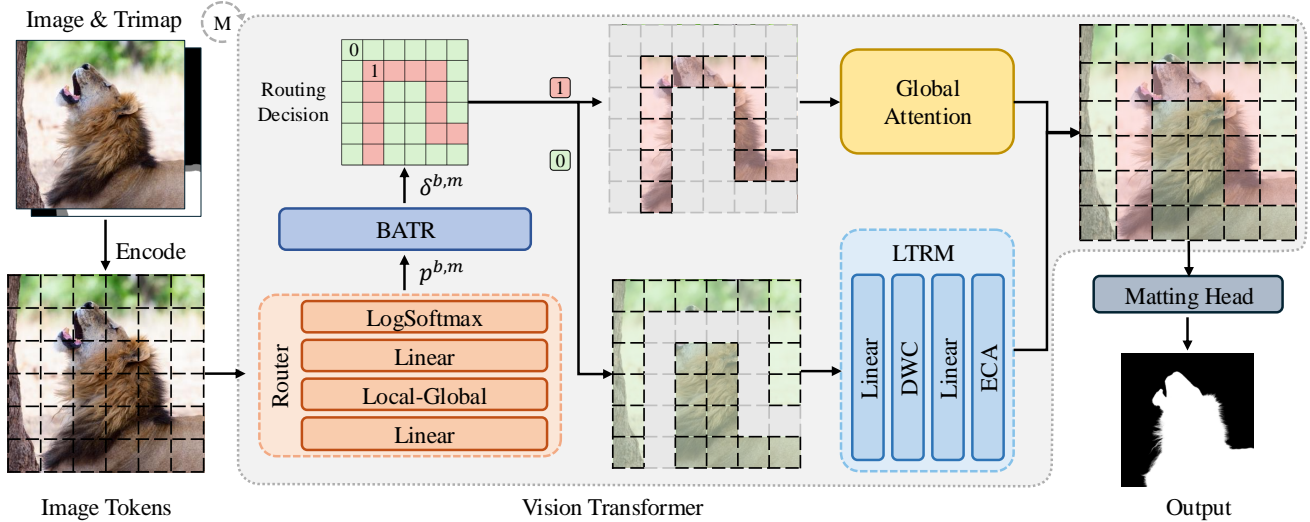 Image & Trimap
M
0
1
Routing
Decision
1
0
Global
Attention
δ^{b,m}
BATR
Encode
p^{b,m}
LTRM
Linear
DWC
Linear
ECA
Matting Head
Router
LogSoftmax
Linear
Local-Global
Linear
Image Tokens
Vision Transformer
Output